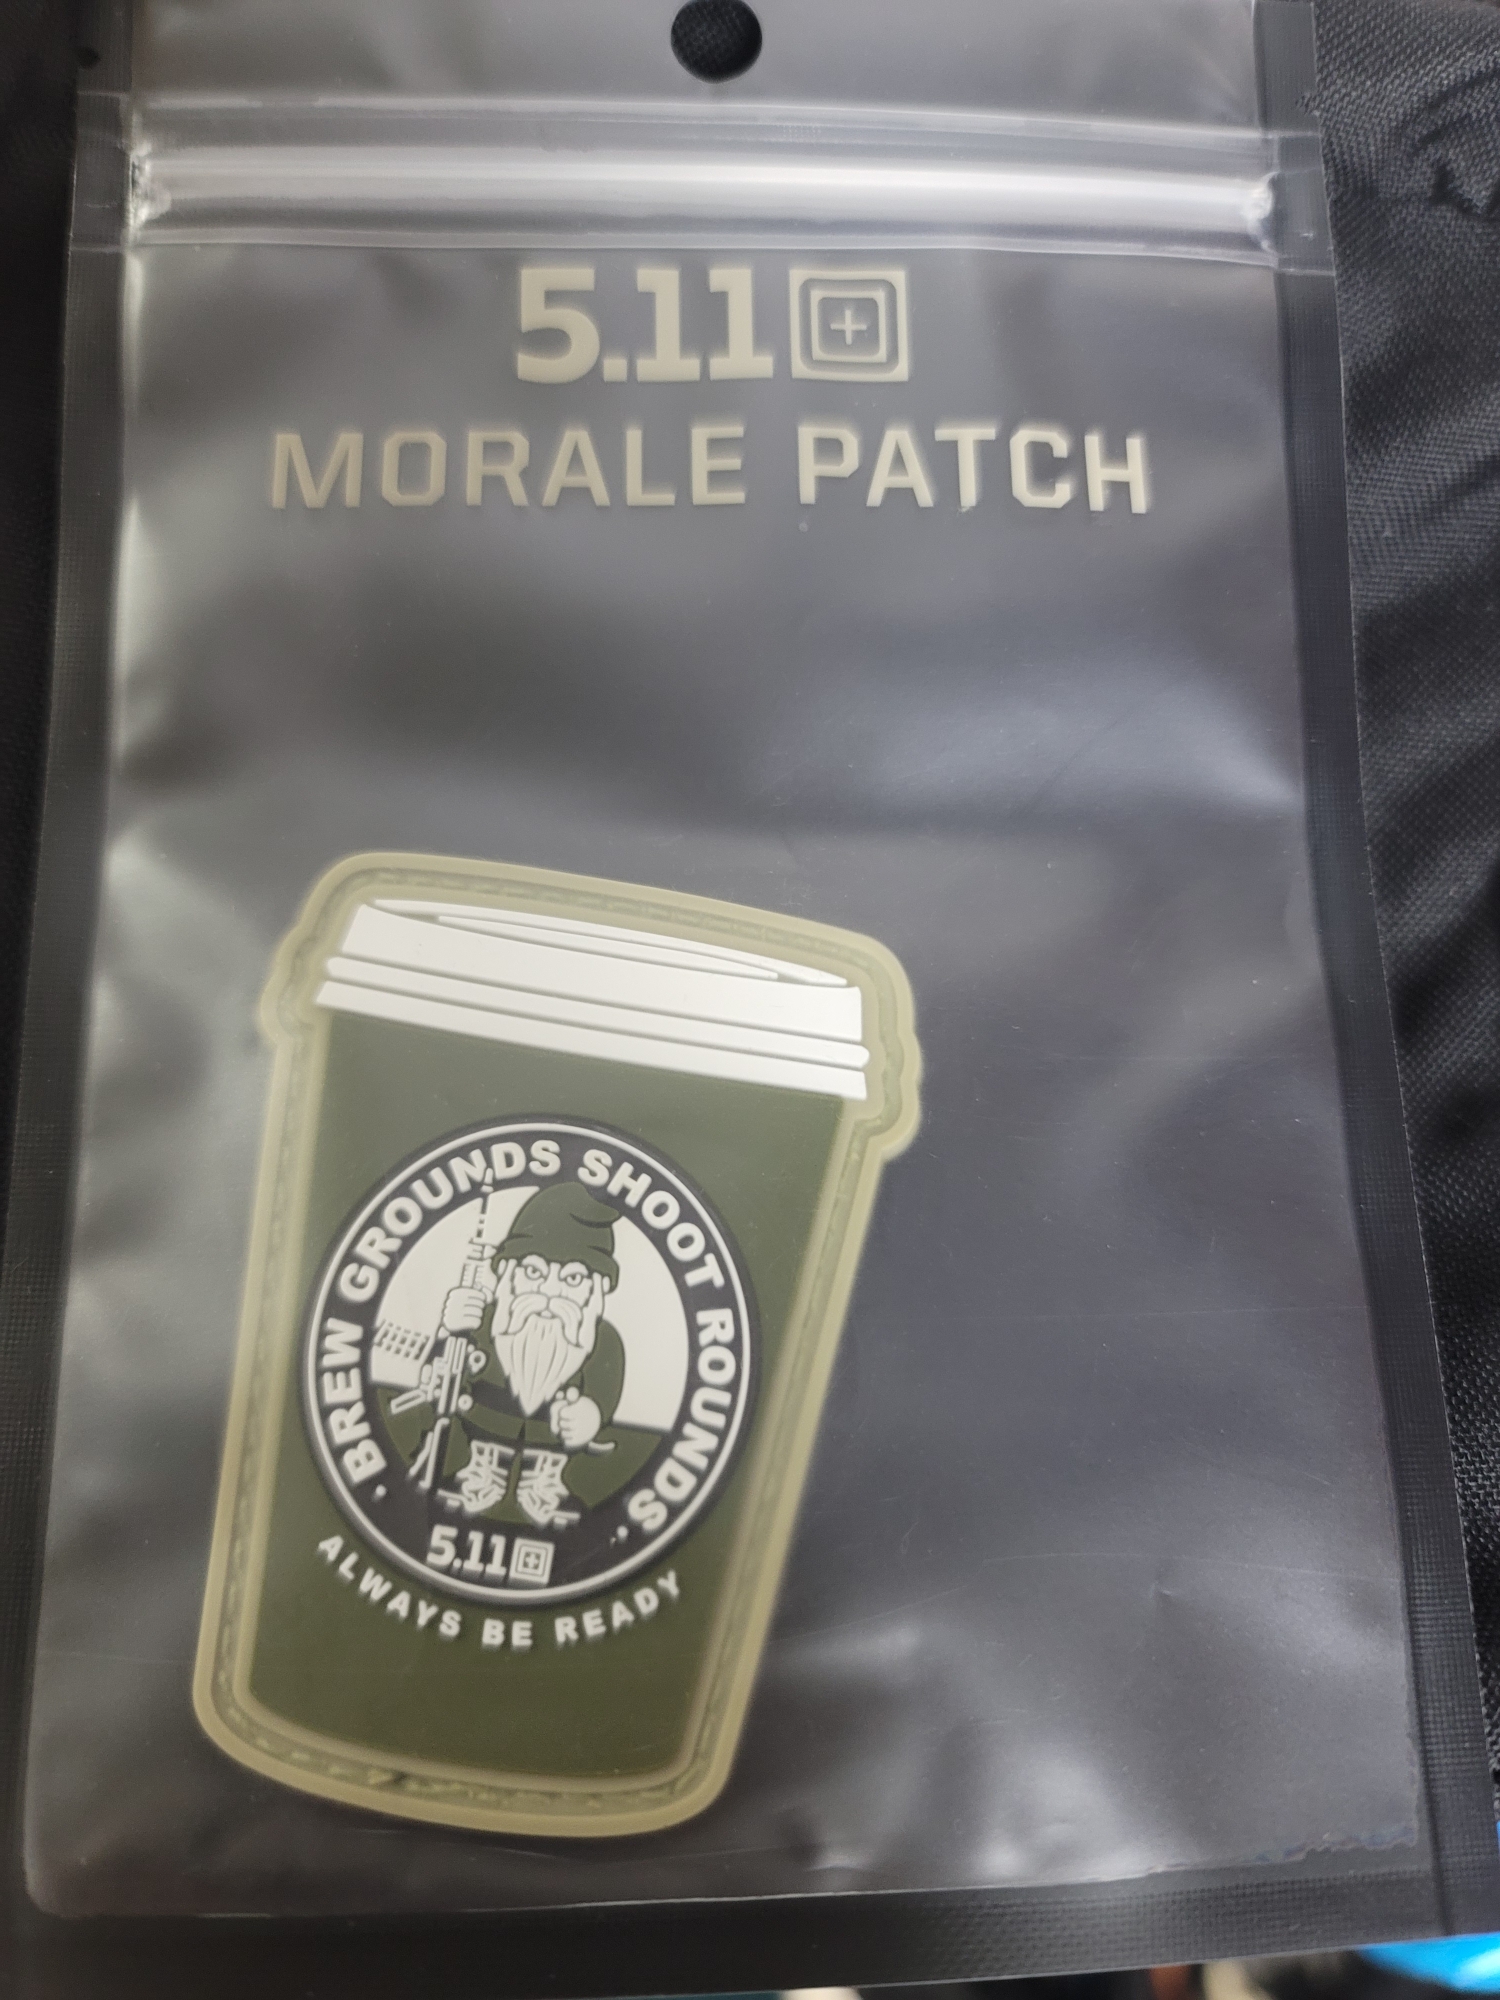 5.11
MORALE PATCH
· BREW GROUNDS SHOOT ROUNDS ·
5.11
ALWAYS BE READY